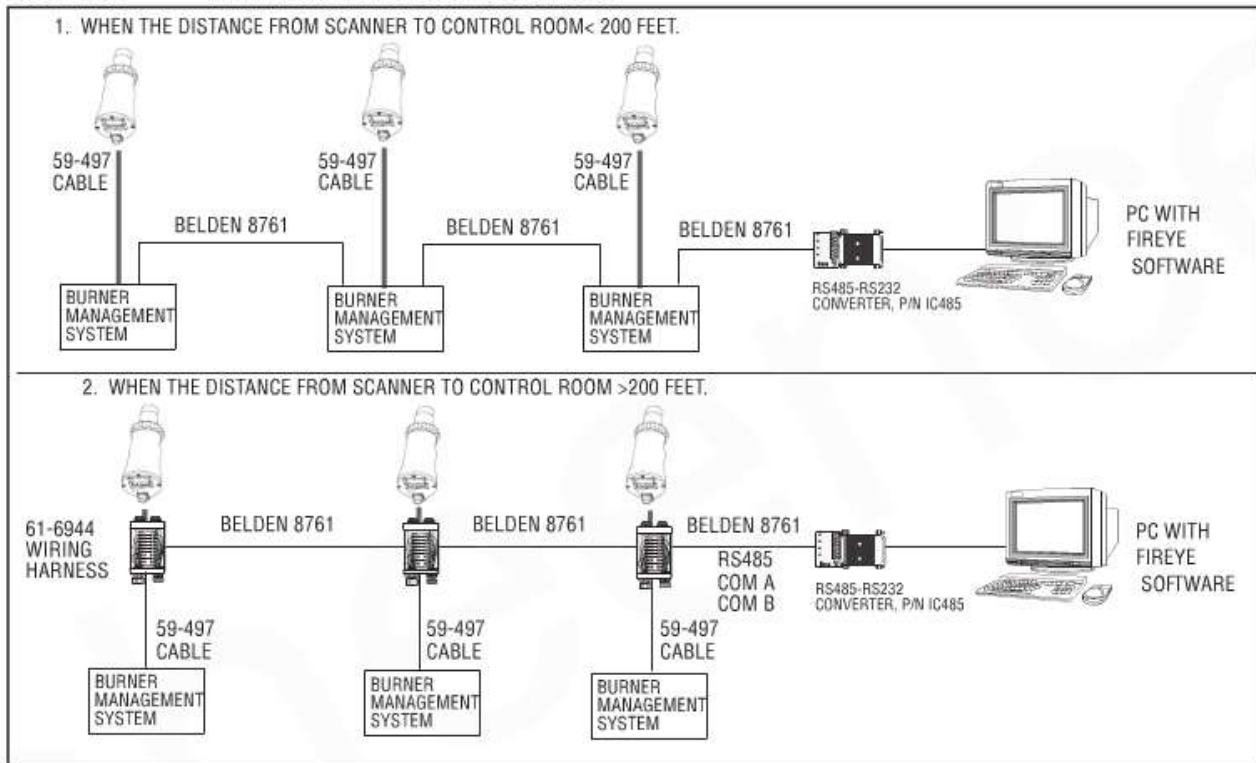 1. WHEN THE DISTANCE FROM SCANNER TO CONTROL ROOM< 200 FEET.
59-497
CABLE
59-497
CABLE
59-497
CABLE
BELDEN 8761
BELDEN 8761
BELDEN 8761
PC WITH
FIREYE
SOFTWARE
RS485-RS232
CONVERTER, P/N IC485
BURNER
MANAGEMENT
SYSTEM
BURNER
MANAGEMENT
SYSTEM
BURNER
MANAGEMENT
SYSTEM
2. WHEN THE DISTANCE FROM SCANNER TO CONTROL ROOM >200 FEET.
61-6944
WIRING
HARNESS
BELDEN 8761
BELDEN 8761
BELDEN 8761
RS485
COM A
COM B
RS485-RS232
CONVERTER, P/N IC485
PC WITH
FIREYE
SOFTWARE
59-497
CABLE
59-497
CABLE
59-497
CABLE
BURNER
MANAGEMENT
SYSTEM
BURNER
MANAGEMENT
SYSTEM
BURNER
MANAGEMENT
SYSTEM